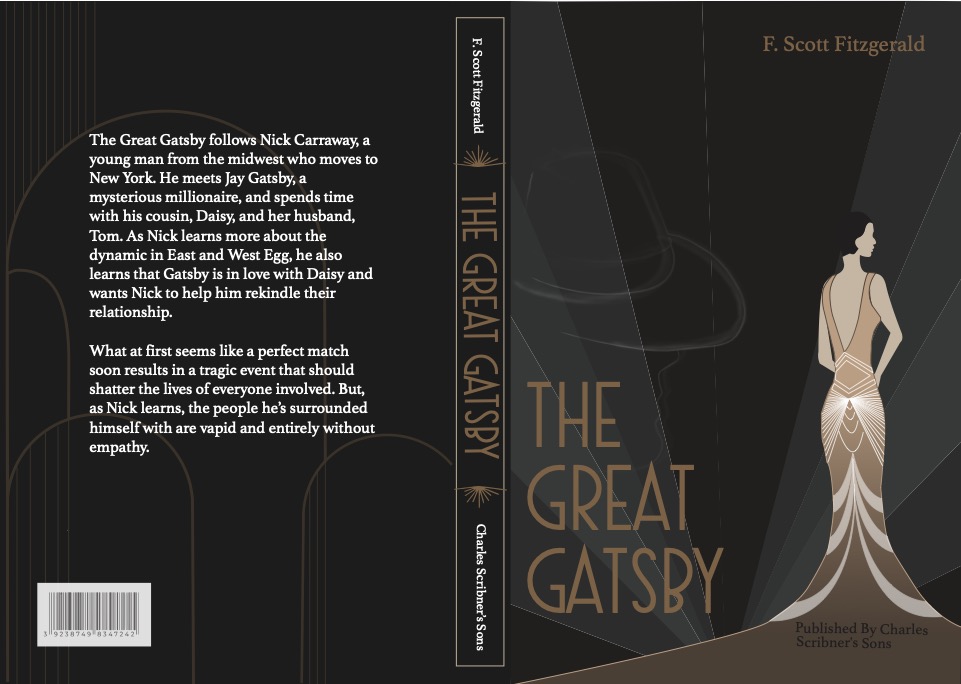 The Great Gatsby follows Nick Carraway, a
young man from the midwest who moves to
New York. He meets Jay Gatsby, a
mysterious millionaire, and spends time
with his cousin, Daisy, and her husband,
Tom. As Nick learns more about the
dynamic in East and West Egg, he also
learns that Gatsby is in love with Daisy and
wants Nick to help him rekindle their
relationship.
What at first seems like a perfect match
soon results in a tragic event that should
shatter the lives of everyone involved. But,
as Nick learns, the people he's surrounded
himself with are vapid and entirely without
empathy.
3 9238749 8347242
F. Scott Fitzgerald
THE GREAT GATSBY
Charles Scribner's Sons
F. Scott Fitzgerald
THE
GREAT
GATSBY
Published By Charles
Scribner's Sons